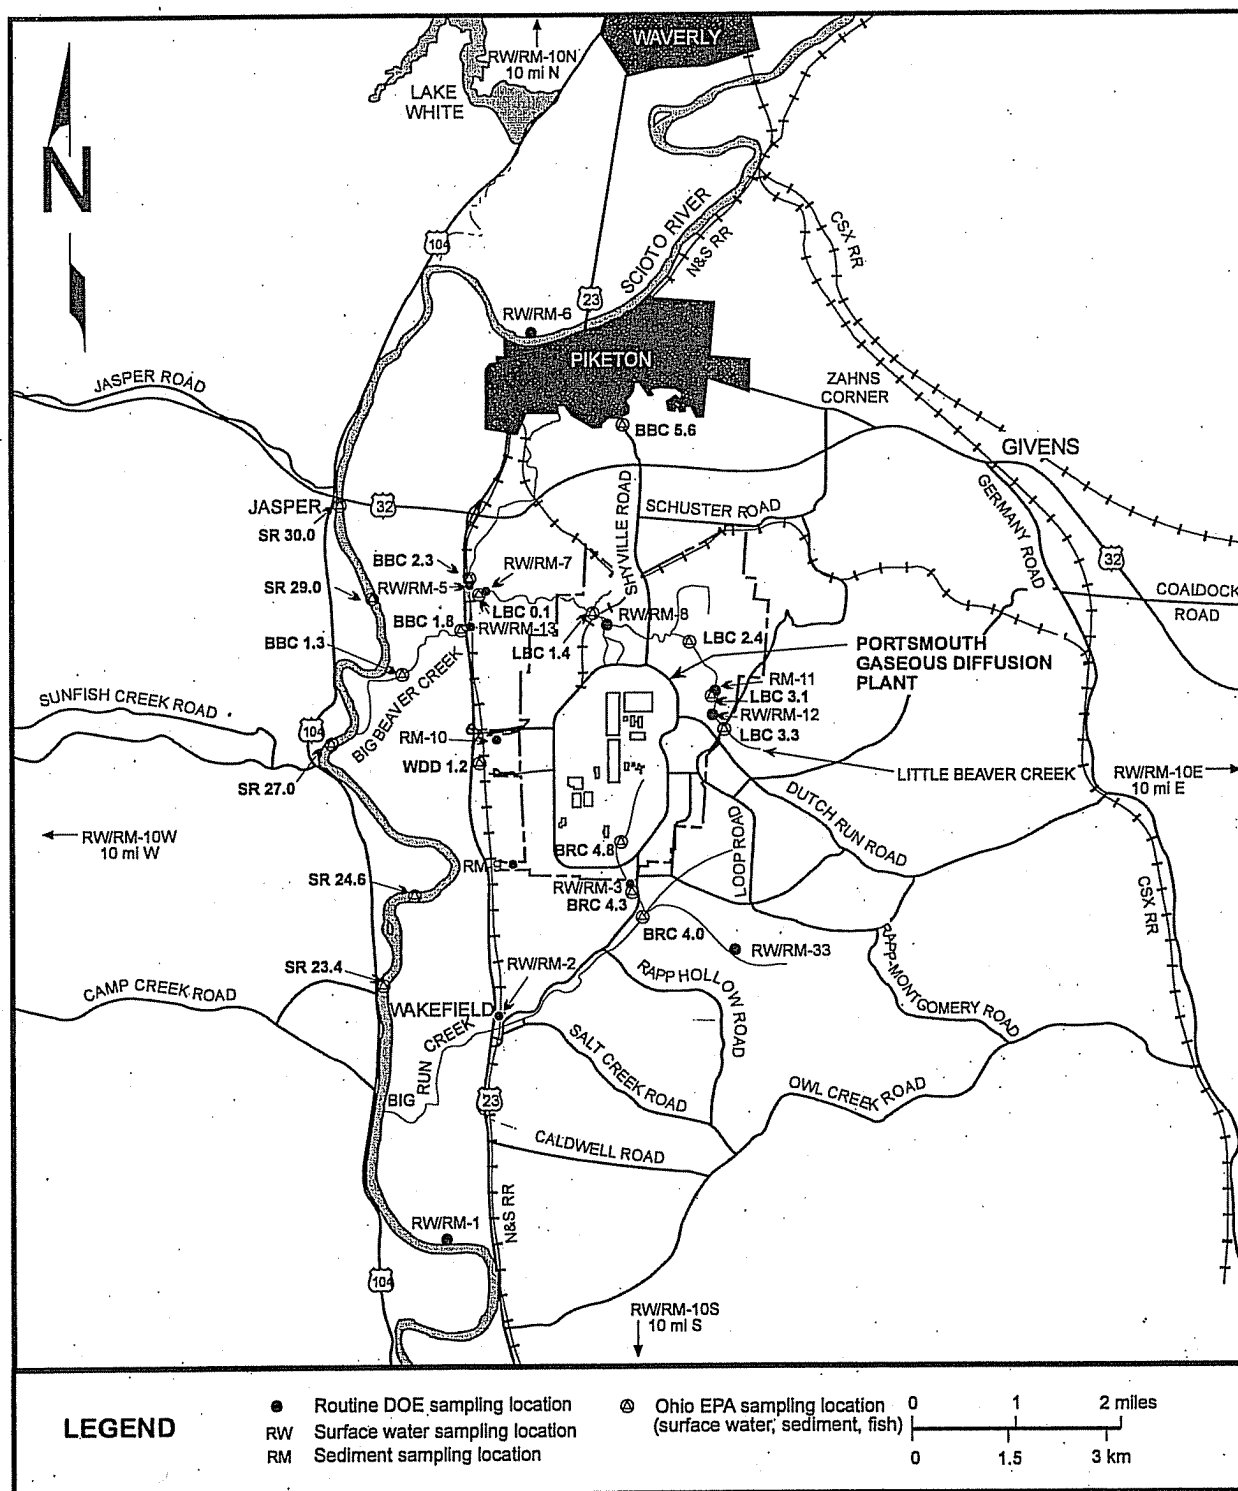 WAVERLY
RW/RM-10N
10 mi N
LAKE
WHITE
N
104
SCIOTO RIVER
N&S RR
CSX RR
23
RW/RM-6
PIKETON
JASPER ROAD
ZAHNS
CORNER
BBC 5.6
GIVENS
JASPER
32
SR 30.0
SHYVILLE ROAD
SCHUSTER ROAD
GERMANY ROAD
32
BBC 2.3
RW/RM-7
SR 29.0
RW/RM-5
LBC 0.1
COALDOCK
ROAD
BBC 1.8
RW/RM-13
RW/RM-8
LBC 1.4
LBC 2.4
BBC 1.3
PORTSMOUTH
GASEOUS DIFFUSION
PLANT
BIG BEAVER CREEK
RM-11
LBC 3.1
RW/RM-12
LBC 3.3
SUNFISH CREEK ROAD
104
RM-10
WDD 1.2
LITTLE BEAVER CREEK
RW/RM-10E
10 mi E
SR 27.0
DUTCH RUN ROAD
LOOP ROAD
RW/RM-10W
10 mi W
BRC 4.8
RM-9
SR 24.6
RW/RM-3
BRC 4.3
CSX RR
BRC 4.0
RW/RM-33
SR 23.4
RW/RM-2
RAPP HOLLOW ROAD
RAPP-MONTGOMERY ROAD
CAMP CREEK ROAD
WAKEFIELD
BIG RUN CREEK
SALT CREEK ROAD
OWL CREEK ROAD
23
CALDWELL ROAD
N&S RR
RW/RM-1
104
RW/RM-10S
10 mi S
LEGEND
Routine DOE sampling location
RW Surface water sampling location
RM Sediment sampling location
Ohio EPA sampling location
(surface water, sediment, fish)
0 1 2 miles
0 1.5 3 km